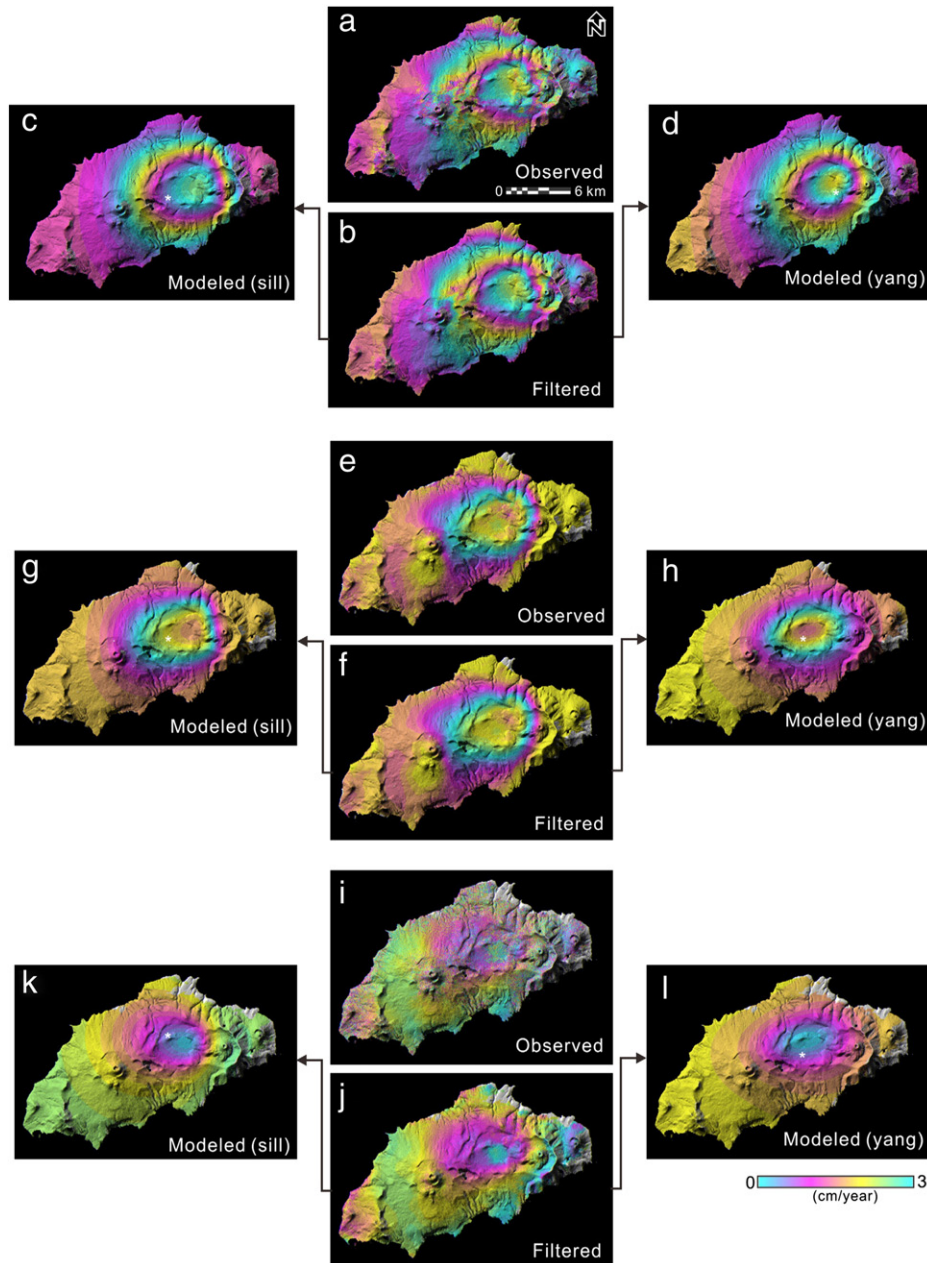 a
N
Observed
0 6 km
c
Modeled (sill)
d
Modeled (yang)
b
Filtered
e
Observed
g
Modeled (sill)
h
Modeled (yang)
f
Filtered
i
Observed
k
Modeled (sill)
l
Modeled (yang)
j
Filtered
0 3
(cm/year)